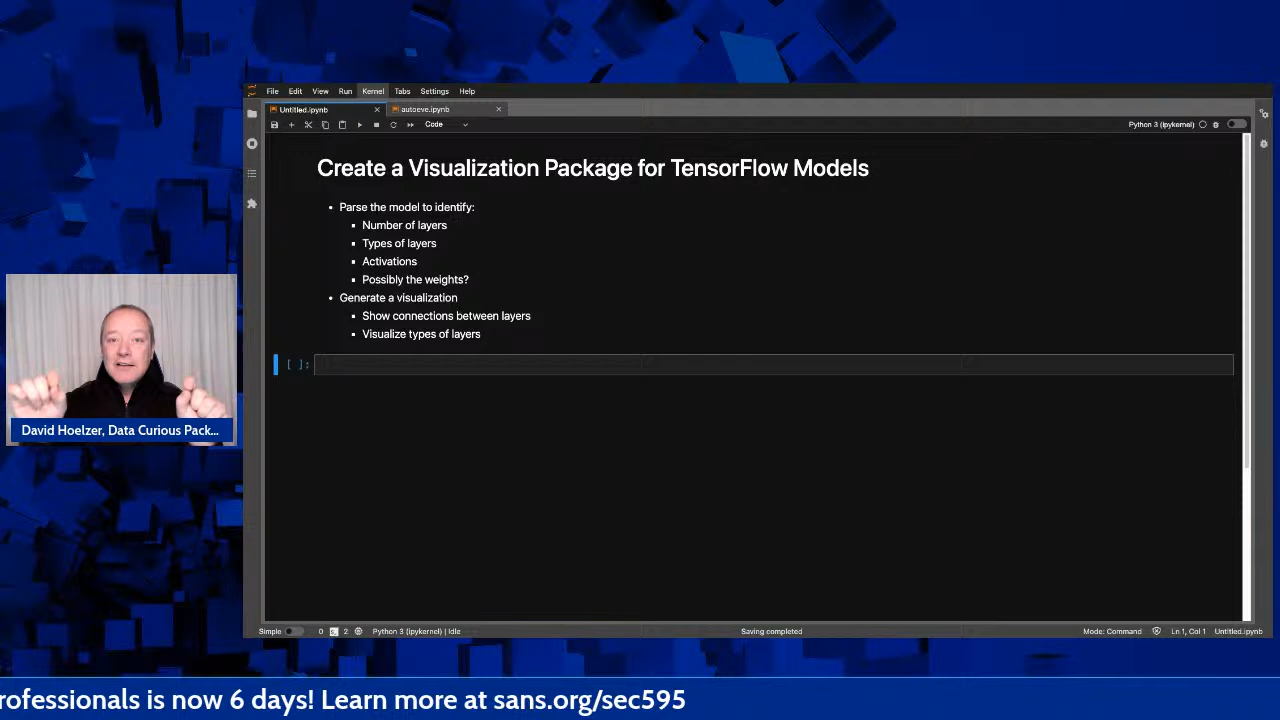 File Edit View Run Kernel Tabs Settings Help
Untitled.ipynb
autoeve.ipynb
Code
Python 3 (ipykernel)
Create a Visualization Package for TensorFlow Models
• Parse the model to identify:
▪ Number of layers
▪ Types of layers
▪ Activations
▪ Possibly the weights?
• Generate a visualization
▪ Show connections between layers
▪ Visualize types of layers
[ ]:
David Hoelzer, Data Curious Pack...
Simple 0 2 Python 3 (ipykernel) | Idle Saving completed Mode: Command Ln 1, Col 1 Untitled.ipynb
rofessionals is now 6 days! Learn more at sans.org/sec595